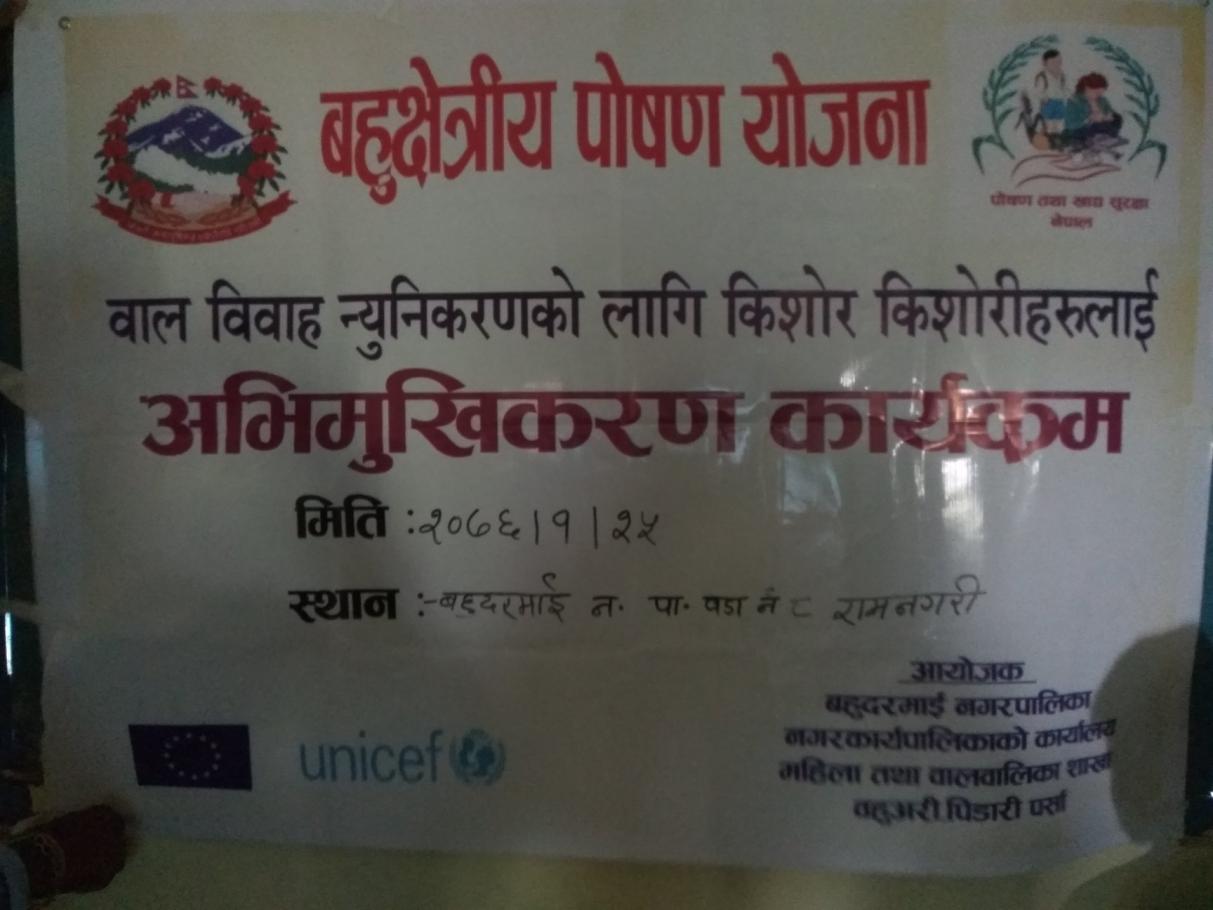 बहुक्षेत्रीय पोषण योजना
पोषण तथा खाद्य सुरक्षा
नेपाल
वाल विवाह न्युनिकरणको लागि किशोर किशोरीहरुलाई
अभिमुखिकरण कार्यक्रम
मिति :२०७६|१|२५
स्थान :-बहुदरमाई न. पा. वडा नं ८ रामनगरी
आयोजक
बहुदरमाई नगरपालिका
नगरकार्यपालिकाको कार्यालय
महिला तथा वालवालिका शाखा
वहुअरी पिडारी पर्सा
unicef